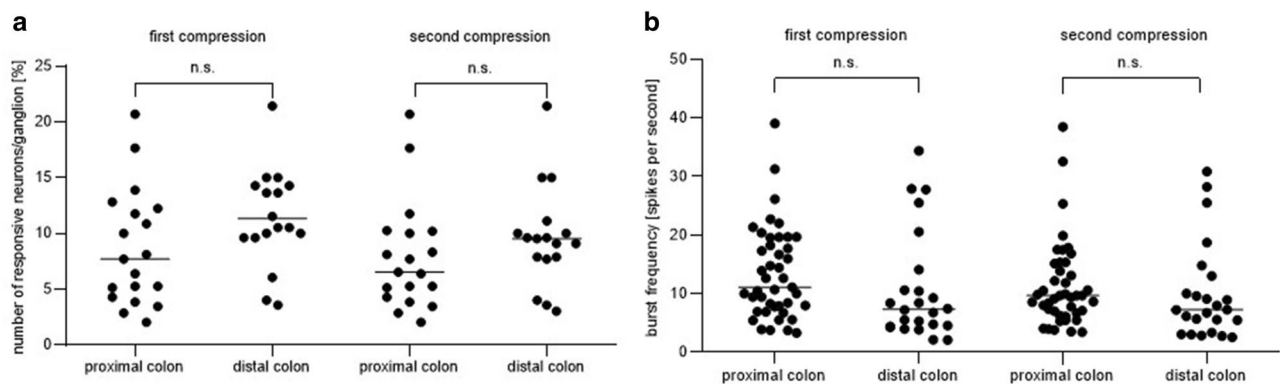 a
first compression
second compression
n.s.
n.s.
number of responsive neurons/ganglion [%]
25
20
15
10
5
0
proximal colon
distal colon
proximal colon
distal colon
b
first compression
second compression
n.s.
n.s.
burst frequency [spikes per second]
50
40
30
20
10
0
proximal colon
distal colon
proximal colon
distal colon